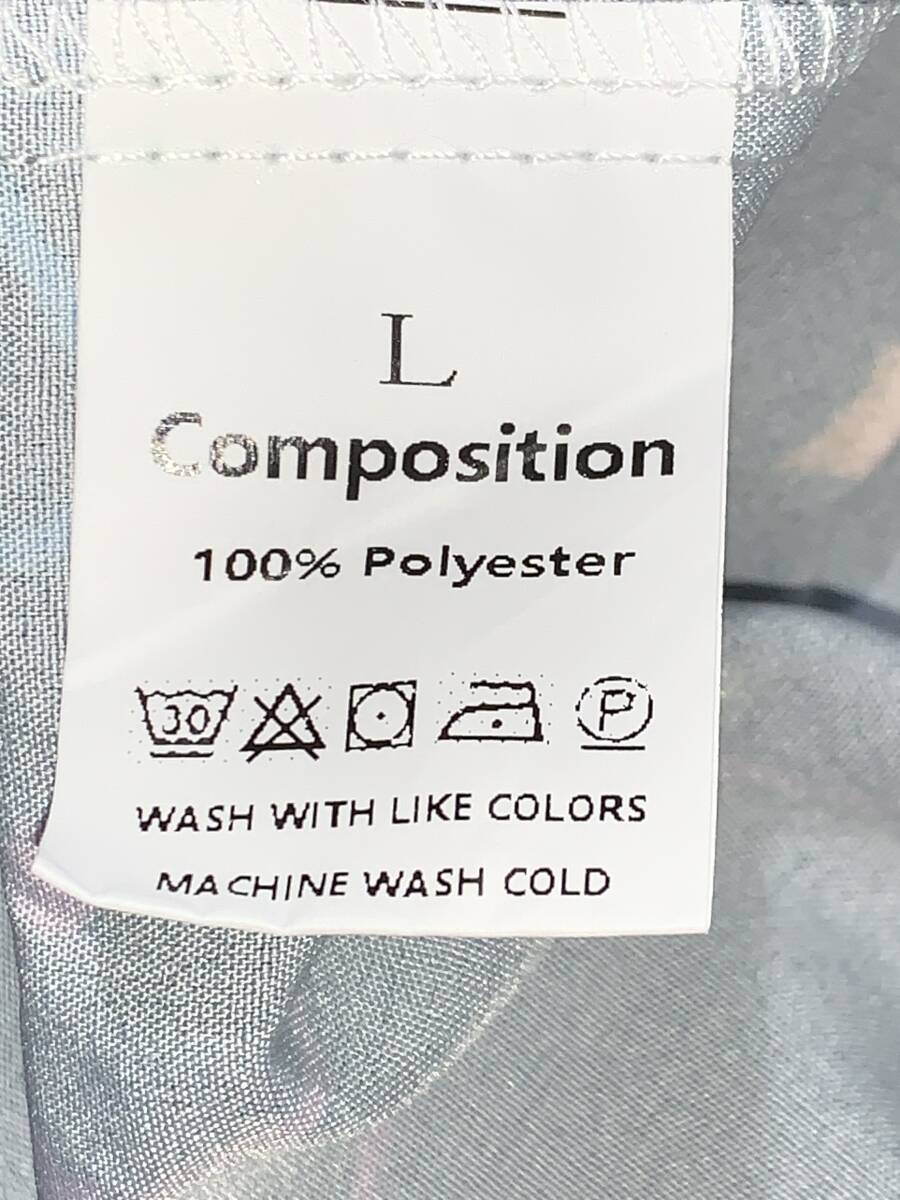 L
Composition
100% Polyester
30 P
WASH WITH LIKE COLORS
MACHINE WASH COLD